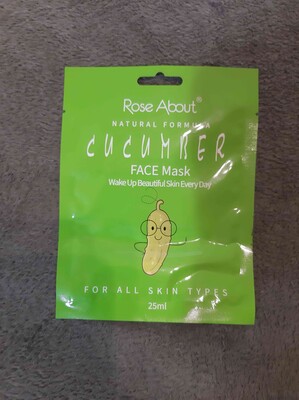 Rose About®
NATURAL FORMULA
CUCUMBER
FACE Mask
Wake Up Beautiful Skin Every Day
FOR ALL SKIN TYPES
25ml